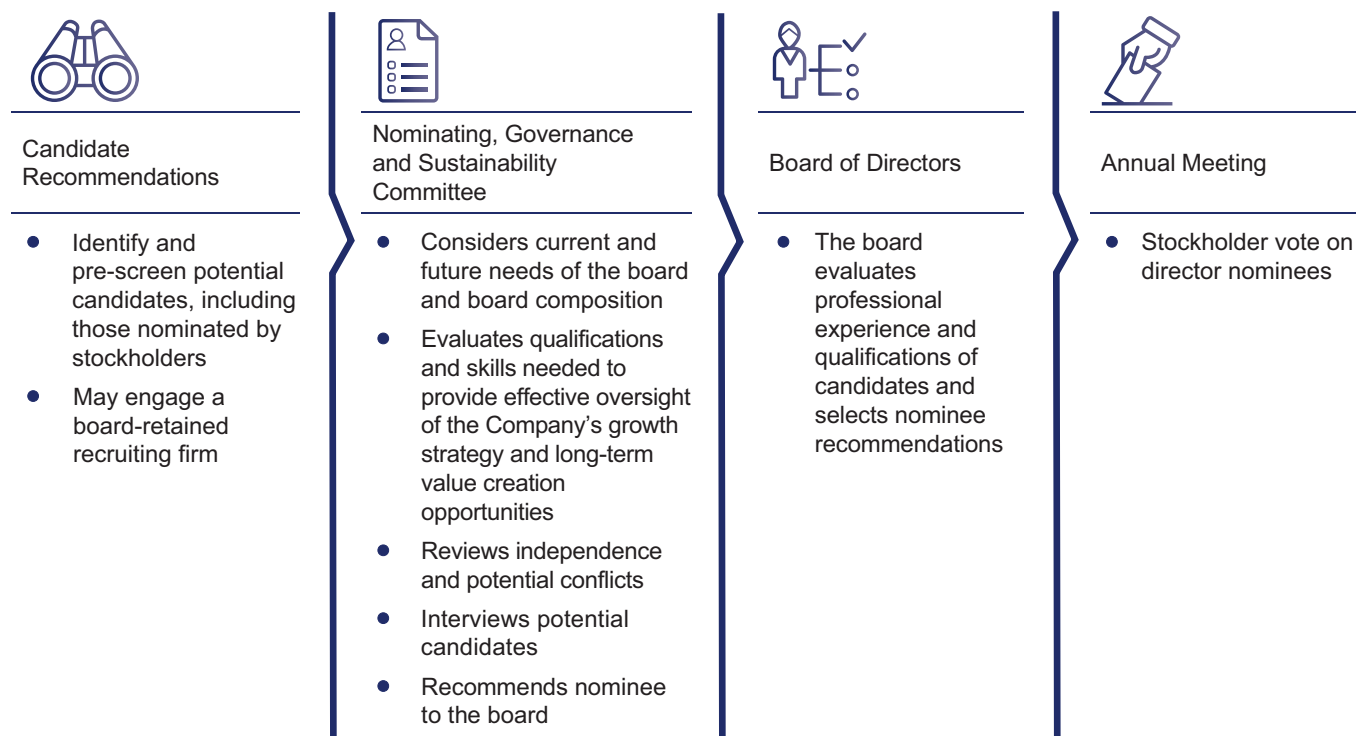 Candidate
Recommendations
Identify and
pre-screen potential
candidates, including
those nominated by
stockholders
May engage a
board-retained
recruiting firm
Nominating, Governance
and Sustainability
Committee
Considers current and
future needs of the board
and board composition
Evaluates qualifications
and skills needed to
provide effective oversight
of the Company’s growth
strategy and long-term
value creation
opportunities
Reviews independence
and potential conflicts
Interviews potential
candidates
Recommends nominee
to the board
Board of Directors
The board
evaluates
professional
experience and
qualifications of
candidates and
selects nominee
recommendations
Annual Meeting
Stockholder vote on
director nominees